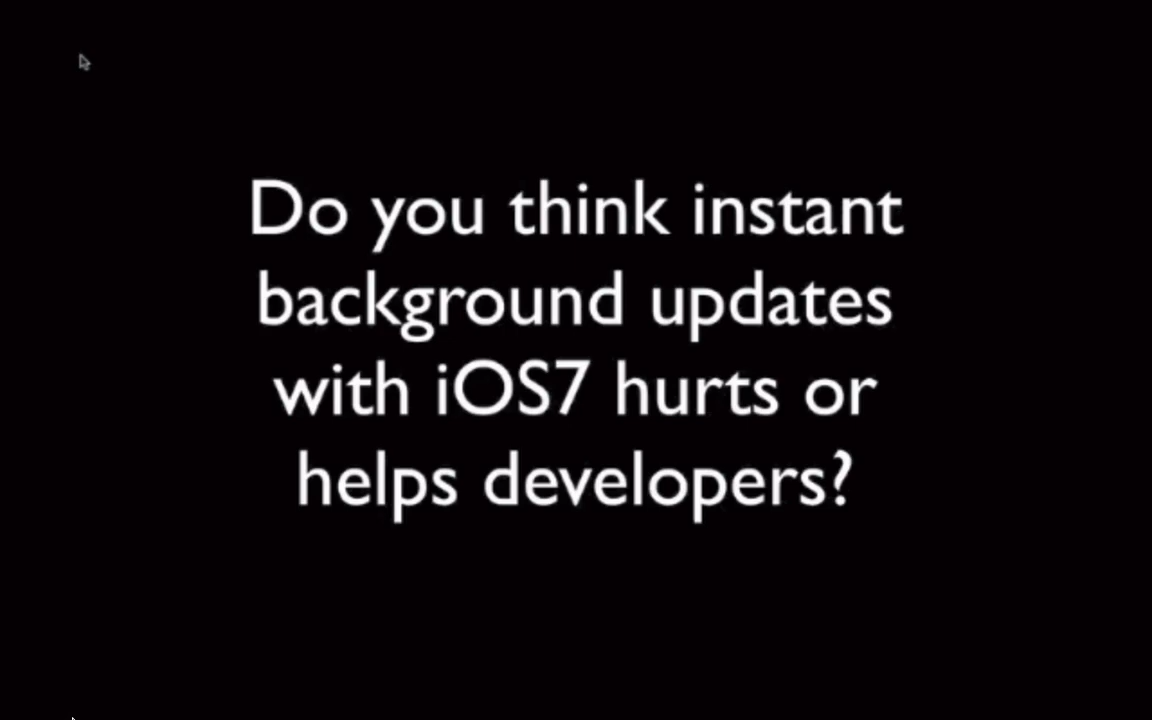 Do you think instant
background updates
with iOS7 hurts or
helps developers?